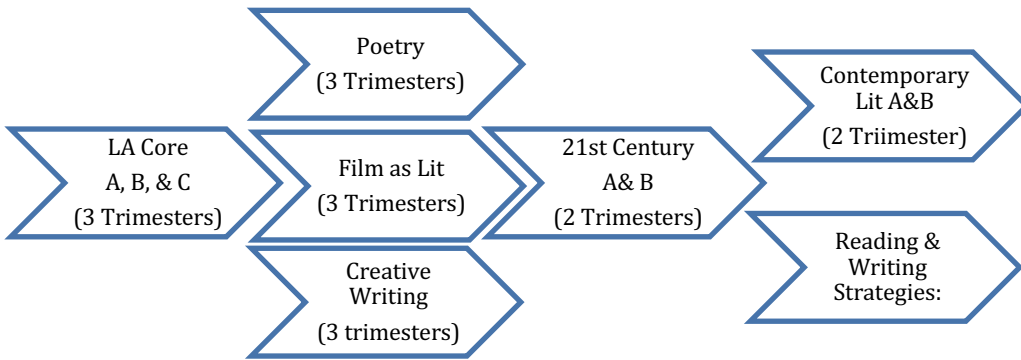 LA Core
A, B, & C
(3 Trimesters)
Poetry
(3 Trimesters)
Film as Lit
(3 Trimesters)
Creative
Writing
(3 trimesters)
21st Century
A& B
(2 Trimesters)
Contemporary
Lit A&B
(2 Triimester)
Reading &
Writing
Strategies: